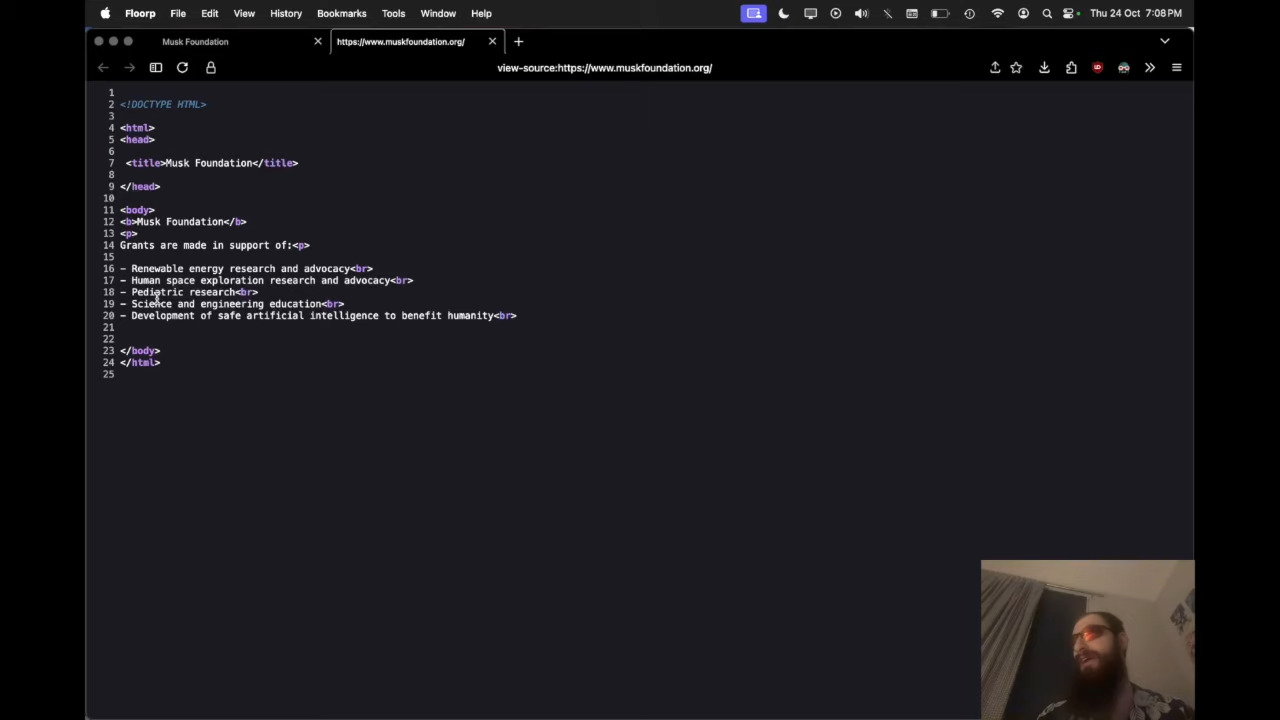 Floorp File Edit View History Bookmarks Tools Window Help Thu 24 Oct 7:08 PM
Musk Foundation https://www.muskfoundation.org/
view-source:https://www.muskfoundation.org/
1
2 <!DOCTYPE HTML>
3
4 <html>
5 <head>
6
7 <title>Musk Foundation</title>
8
9 </head>
10
11 <body>
12 <b>Musk Foundation</b>
13 <p>
14 Grants are made in support of:<p>
15
16 - Renewable energy research and advocacy<br>
17 - Human space exploration research and advocacy<br>
18 - Pediatric research<br>
19 - Science and engineering education<br>
20 - Development of safe artificial intelligence to benefit humanity<br>
21
22
23 </body>
24 </html>
25